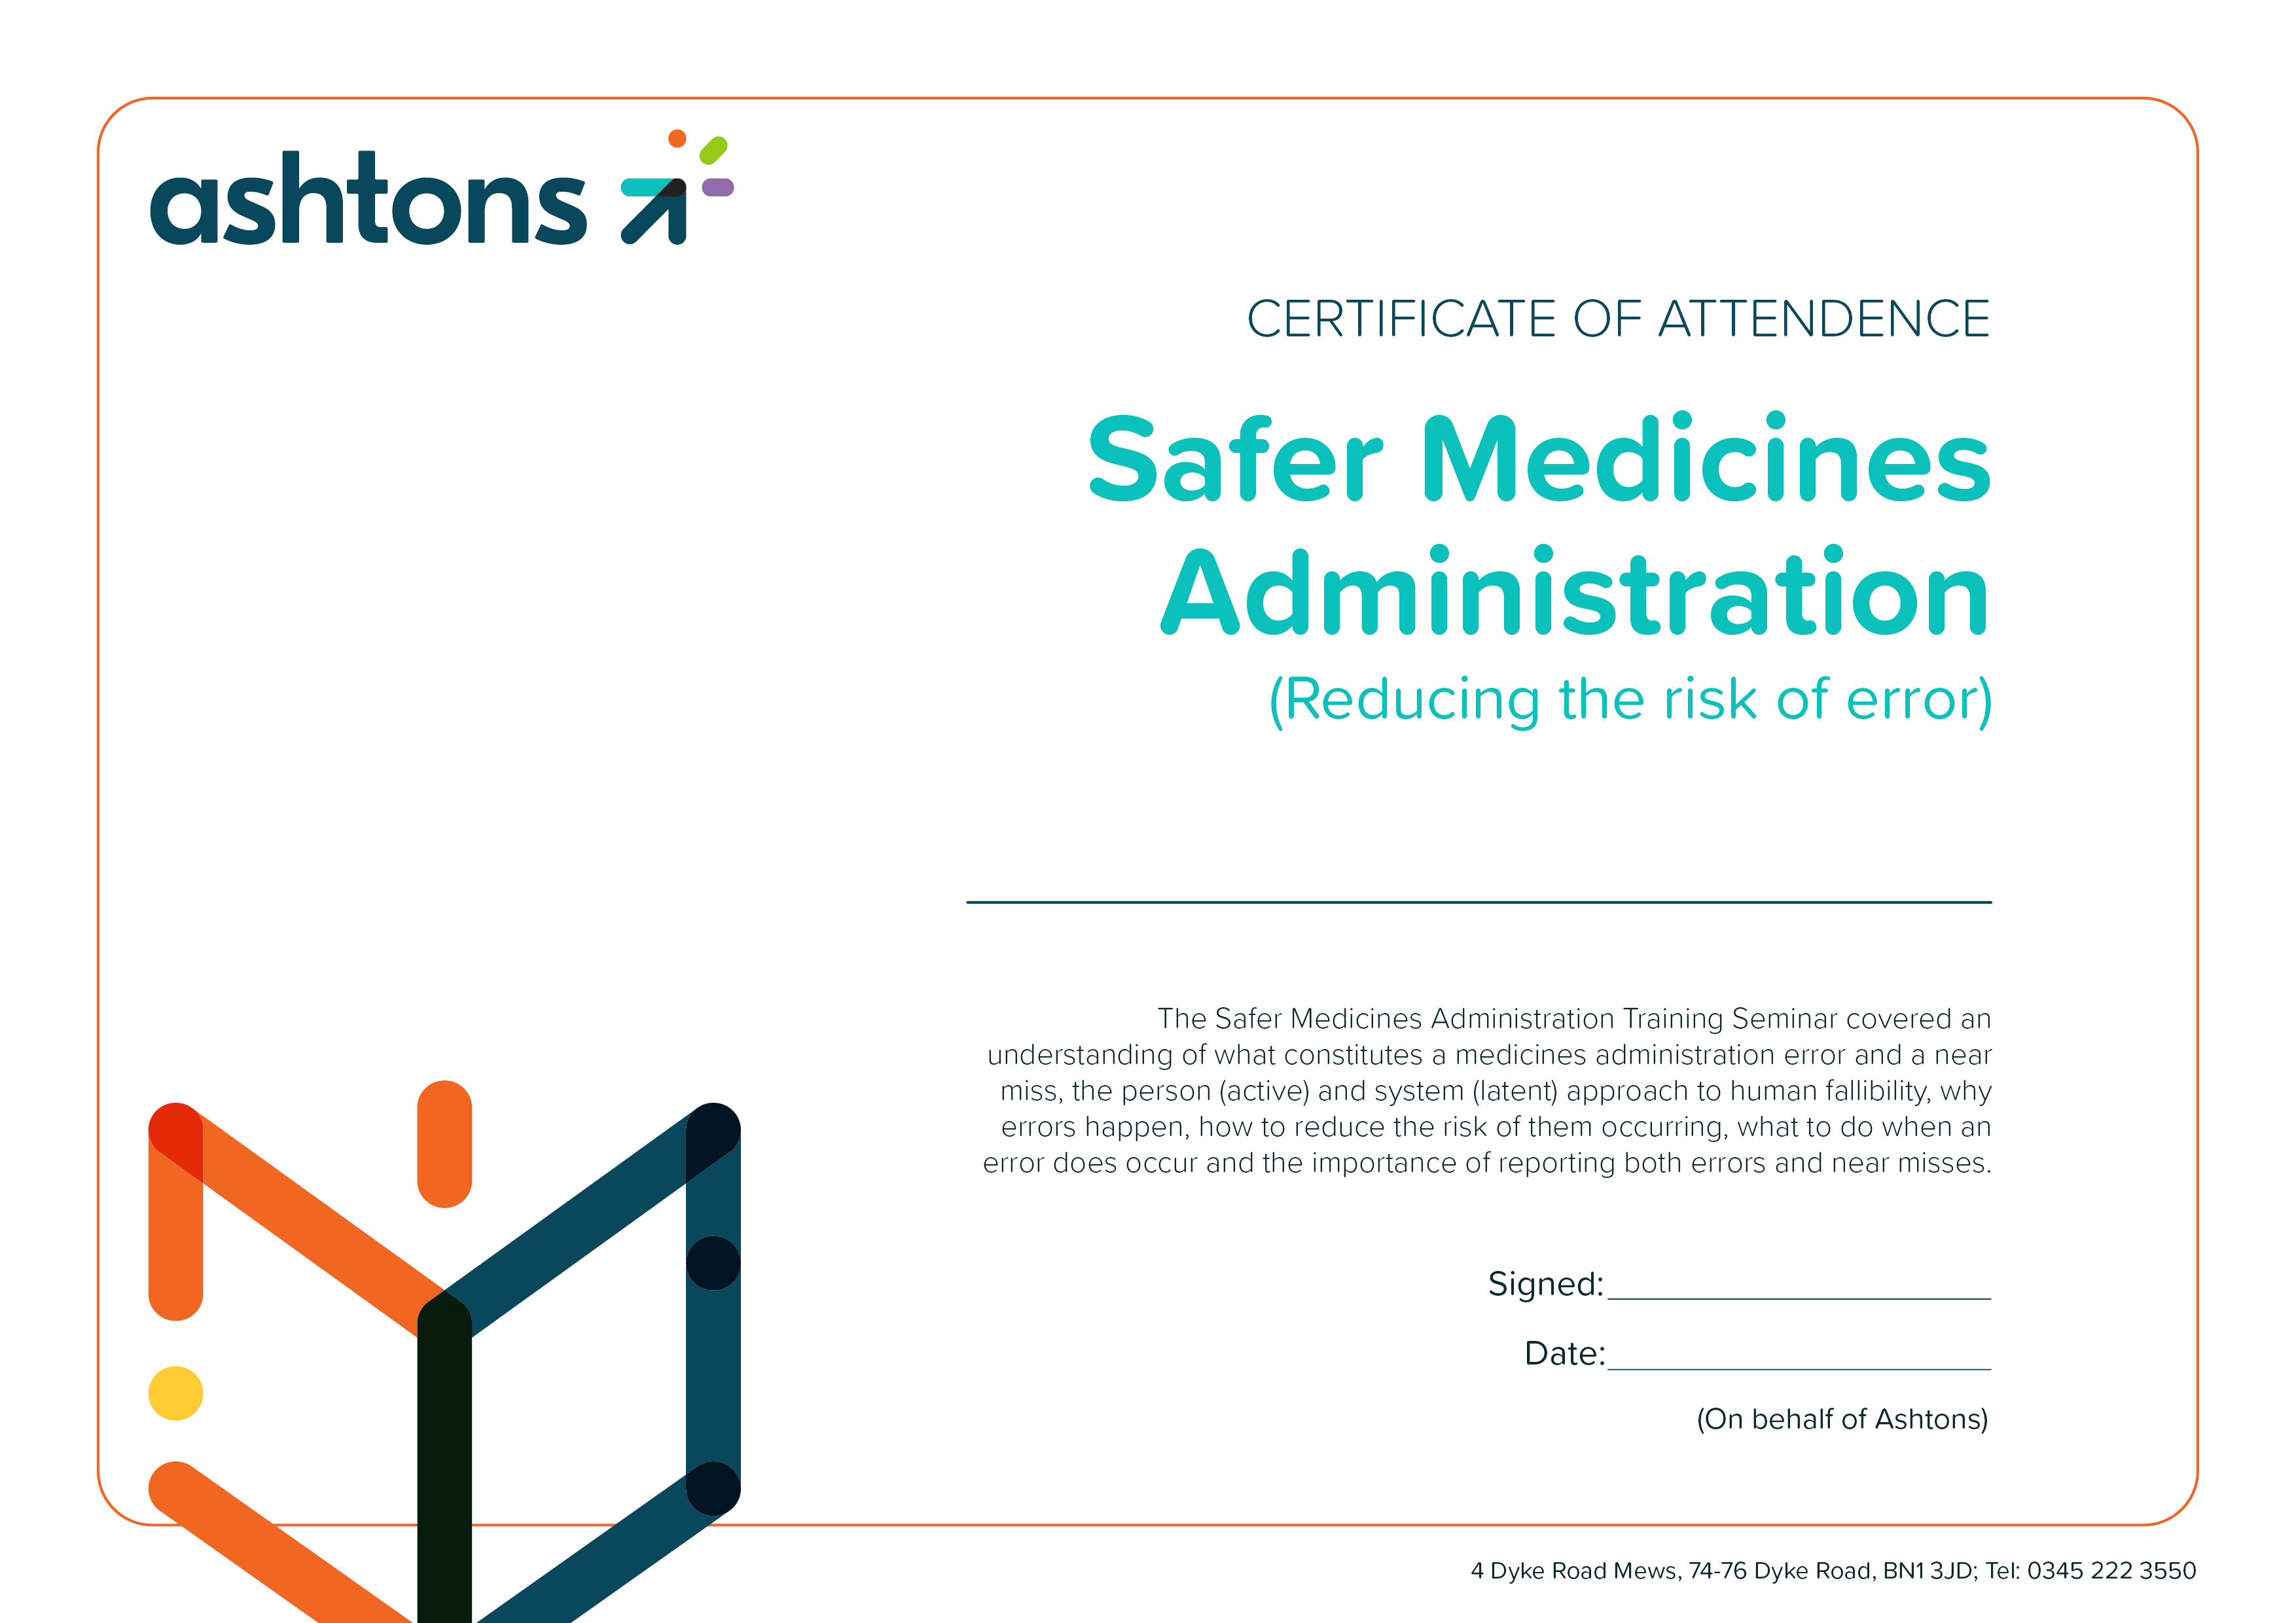 ashtons
CERTIFICATE OF ATTENDENCE
Safer Medicines
Administration
(Reducing the risk of error)
The Safer Medicines Administration Training Seminar covered an
understanding of what constitutes a medicines administration error and a near
miss, the person (active) and system (latent) approach to human fallibility, why
errors happen, how to reduce the risk of them occurring, what to do when an
error does occur and the importance of reporting both errors and near misses.
Signed:
Date:
(On behalf of Ashtons)
4 Dyke Road Mews, 74-76 Dyke Road, BN1 3JD; Tel: 0345 222 3550